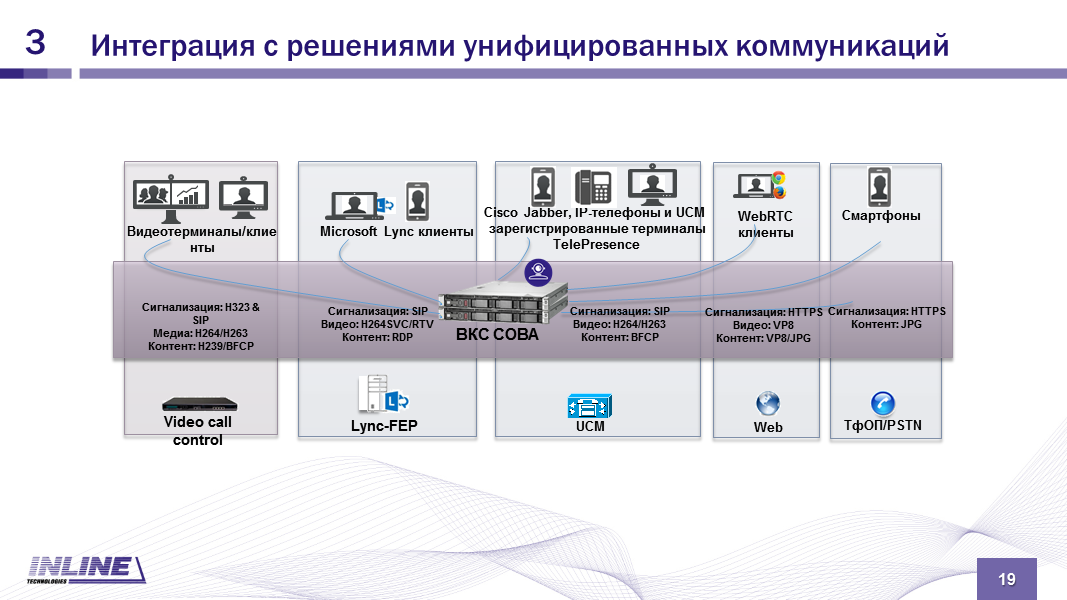 3
Интеграция с решениями унифицированных коммуникаций
Видеотерминалы/клие
нты
Microsoft Lync клиенты
Cisco Jabber, IP-телефоны и UCM
зарегистрированные терминалы
TelePresence
WebRTC
клиенты
Смартфоны
Сигнализация: H323 &
SIP
Медиа: H264/H263
Контент: H239/BFCP
Сигнализация: SIP
Видео: H264SVC/RTV
Контент: RDP
ВКС СОВА
Сигнализация: SIP
Видео: H264/H263
Контент: BFCP
Сигнализация: HTTPS
Видео: VP8
Контент: VP8/JPG
Сигнализация: HTTPS
Контент: JPG
Video call
control
Lync-FEP
UCM
Web
ТфОП/PSTN
INLINE
TECHNOLOGIES
19